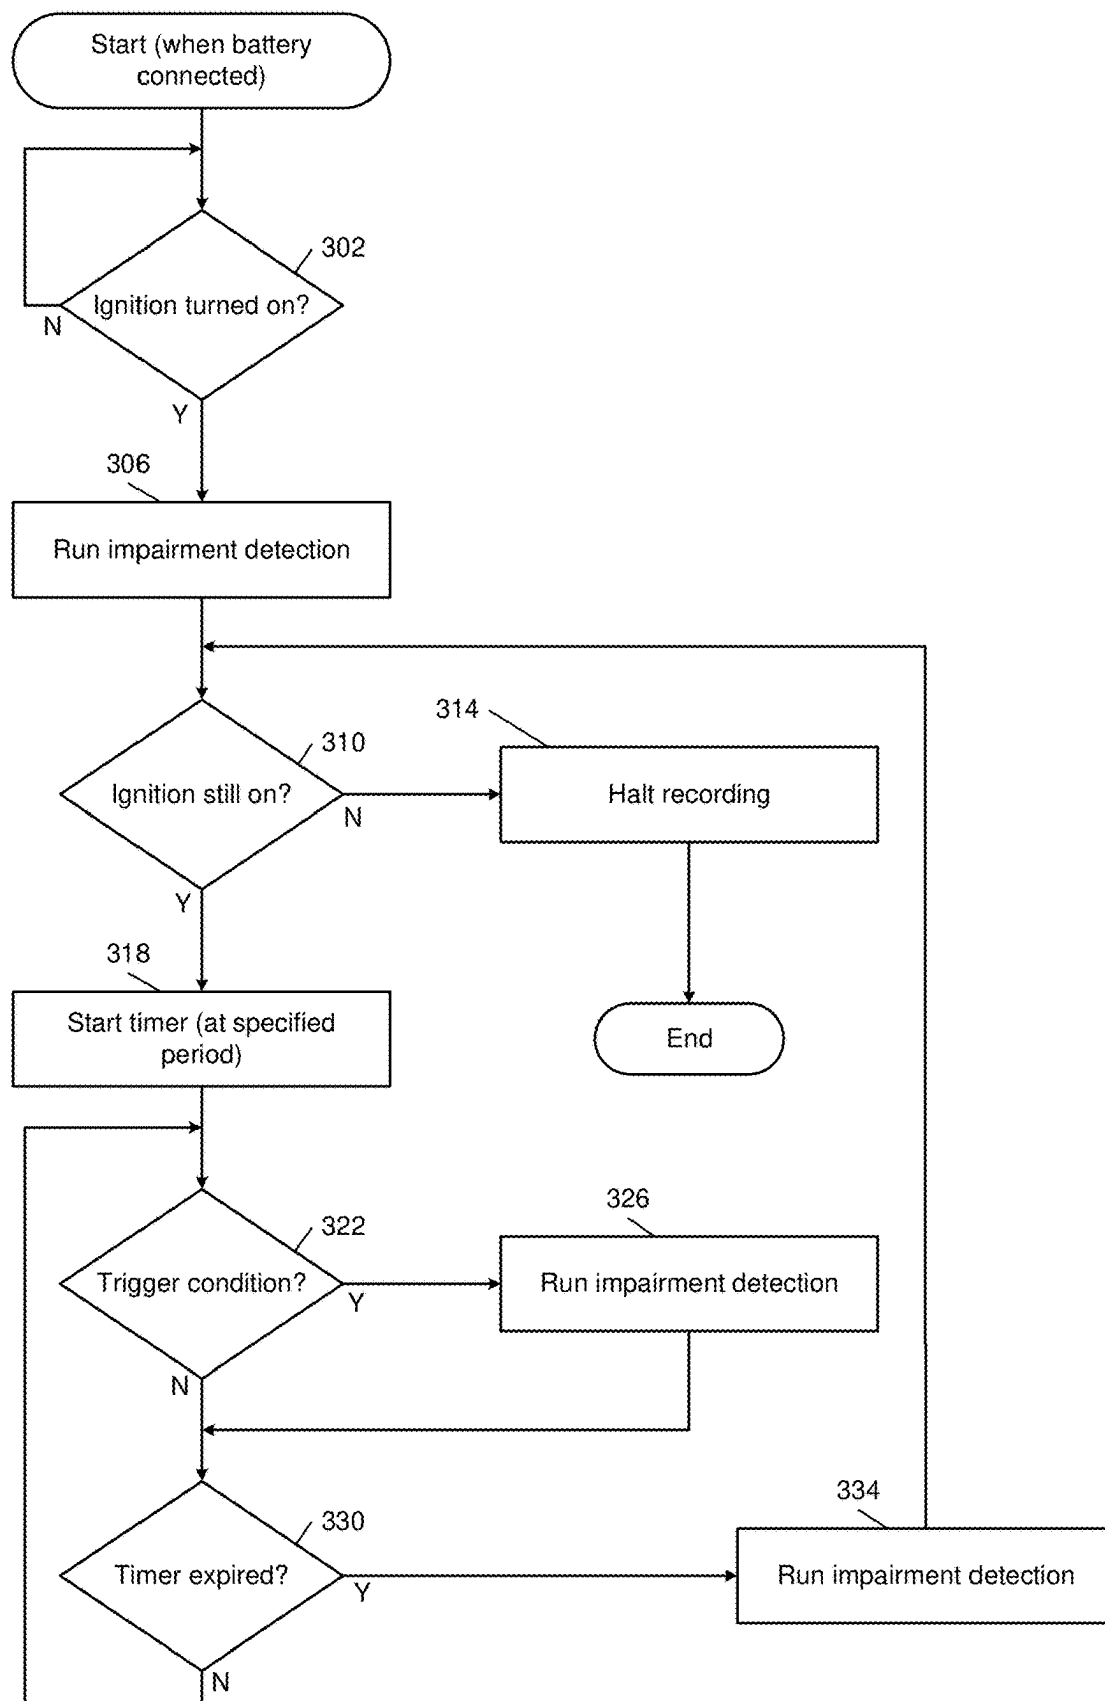 Start (when battery
connected)
302
Ignition turned on?
N
Y
306
Run impairment detection
314
310
Ignition still on?
Halt recording
N
Y
318
Start timer (at specified
period)
End
326
322
Trigger condition?
Run impairment detection
Y
N
334
330
Timer expired?
Run impairment detection
Y
N